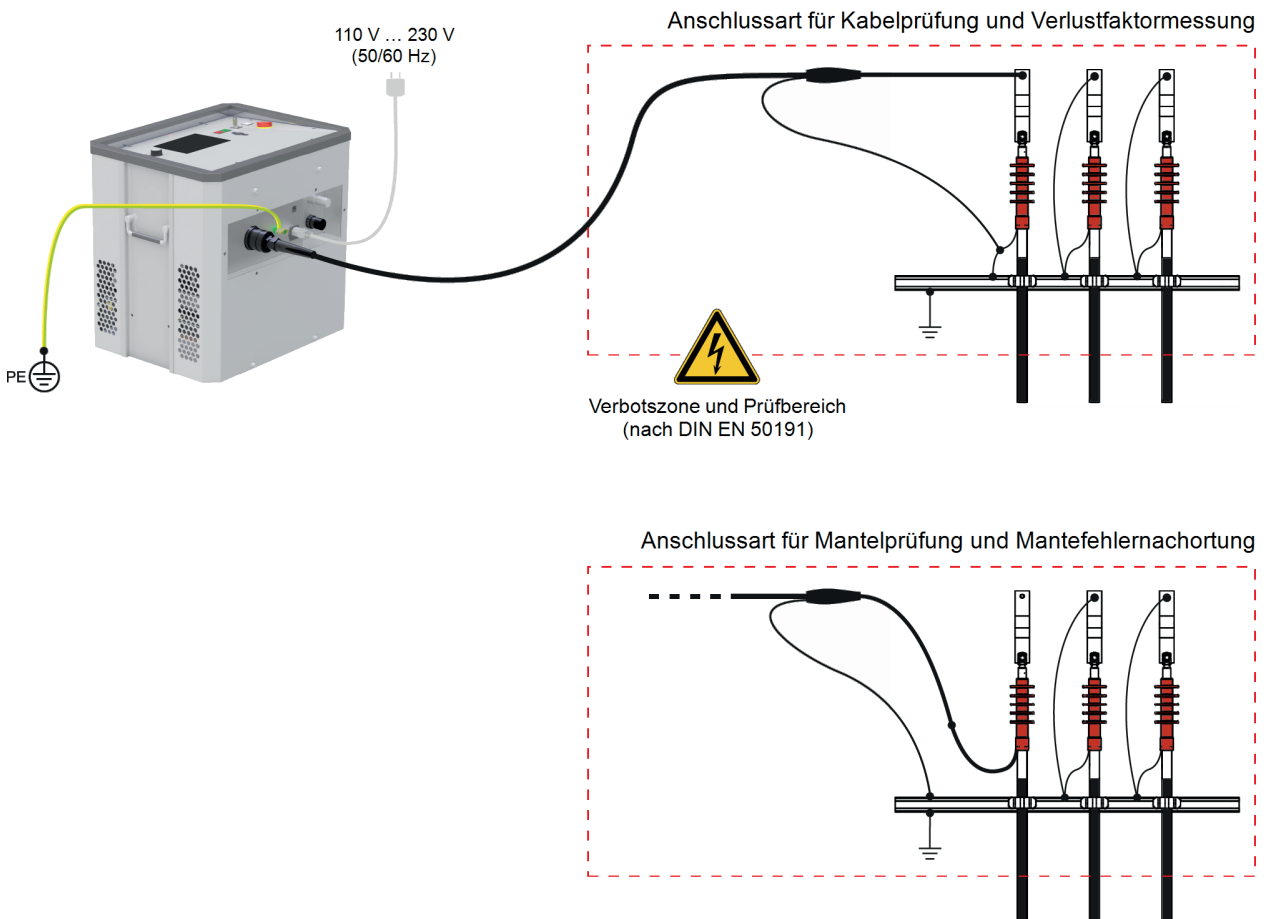 Anschlussart für Kabelprüfung und Verlustfaktormessung
110 V ... 230 V
(50/60 Hz)
PE
Verbotszone und Prüfbereich
(nach DIN EN 50191)
Anschlussart für Mantelprüfung und Mantefehlernachortung